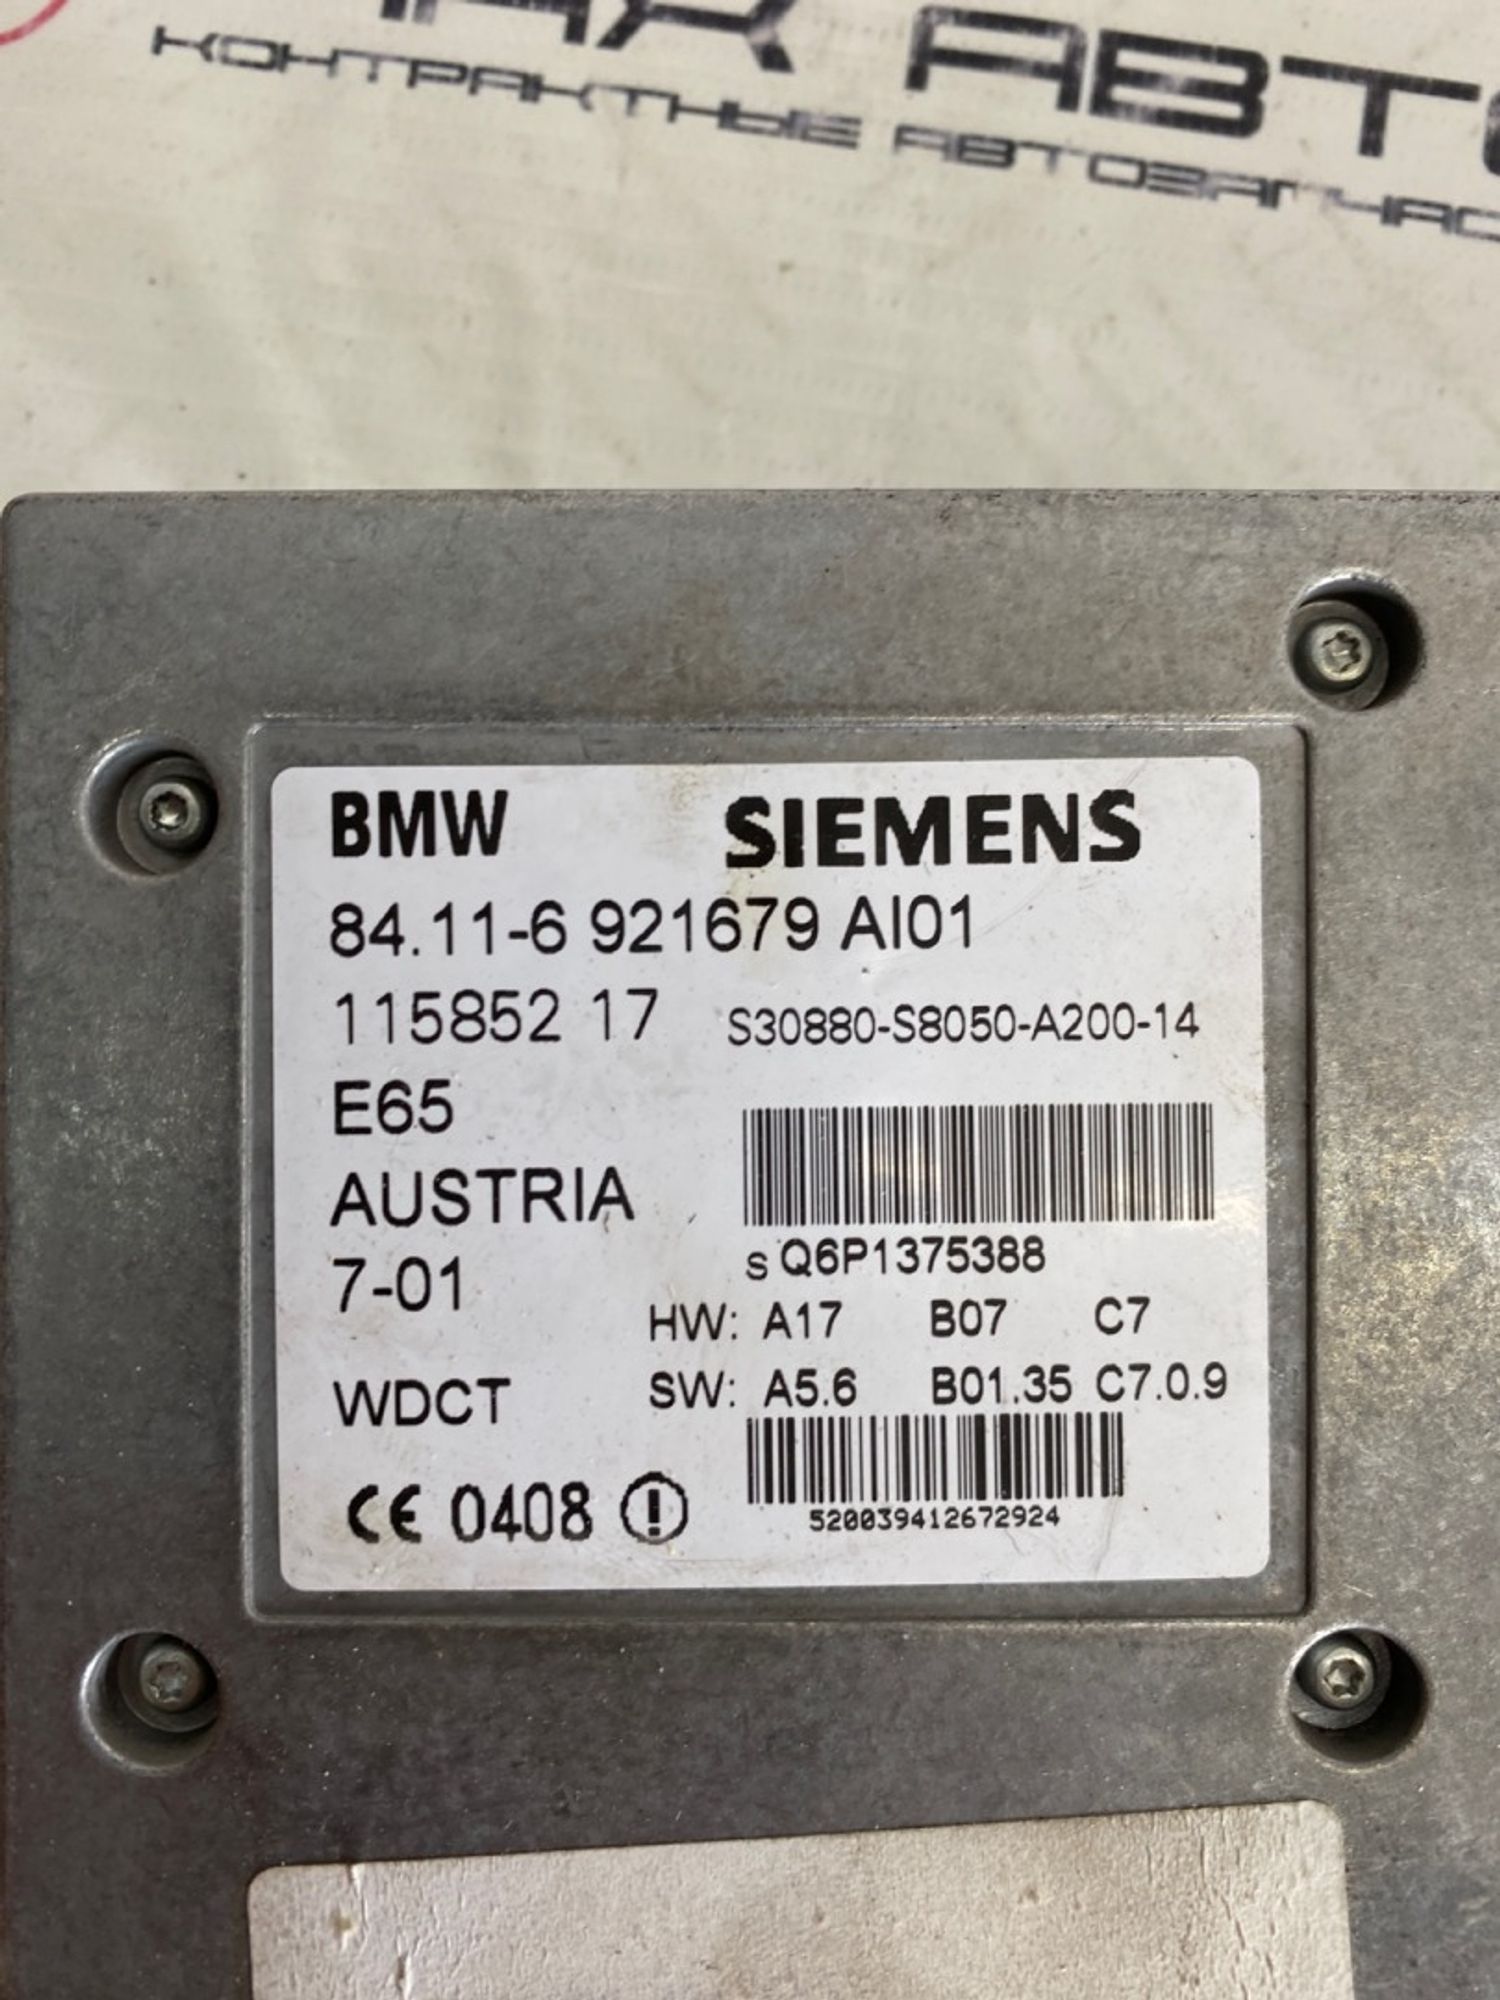 АВТО
КОНТРАКТНЫЕ АВТОЗАПЧАС
BMW SIEMENS
84.11-6 921679 AI01
115852 17 S30880-S8050-A200-14
E65
AUSTRIA
s Q6P1375388
7-01
HW: A17 B07 C7
WDCT SW: A5.6 B01.35 C7.0.9
CE 0408 !
520039412672924